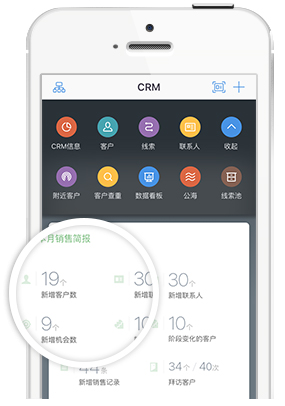 CRM
CRM信息 客户 线索 联系人 收起
附近客户 客户查重 数据看板 公海 线索池
月销售简报
19个 30 30个
新增客户数 新增 新增联系人
9个 10 10个
新增机会数 阶段变化的客户
条 34个 / 40次
新增销售记录 拜访客户